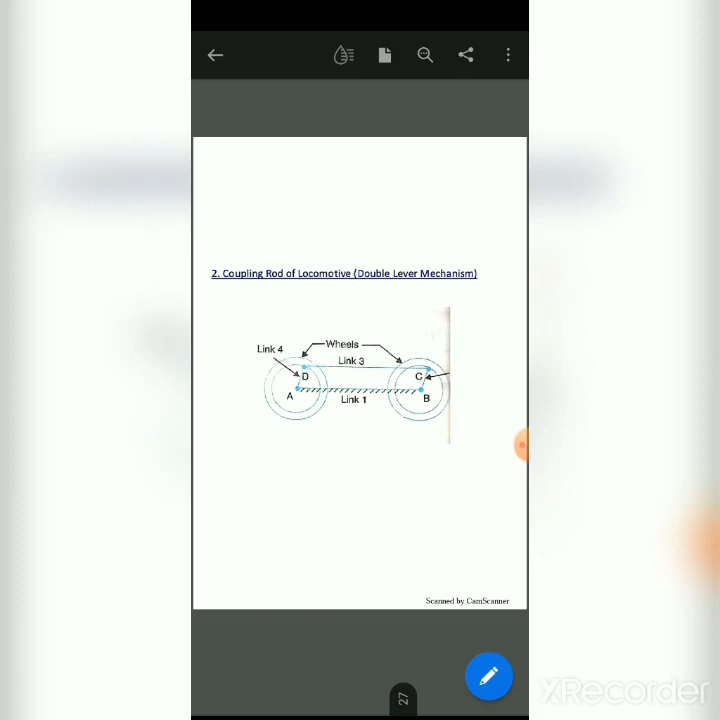 2. Coupling Rod of Locomotive (Double Lever Mechanism)
Link 4
Wheels
Link 3
D
C
A
Link 1
B
Scanned by CamScanner
27
XRecorder